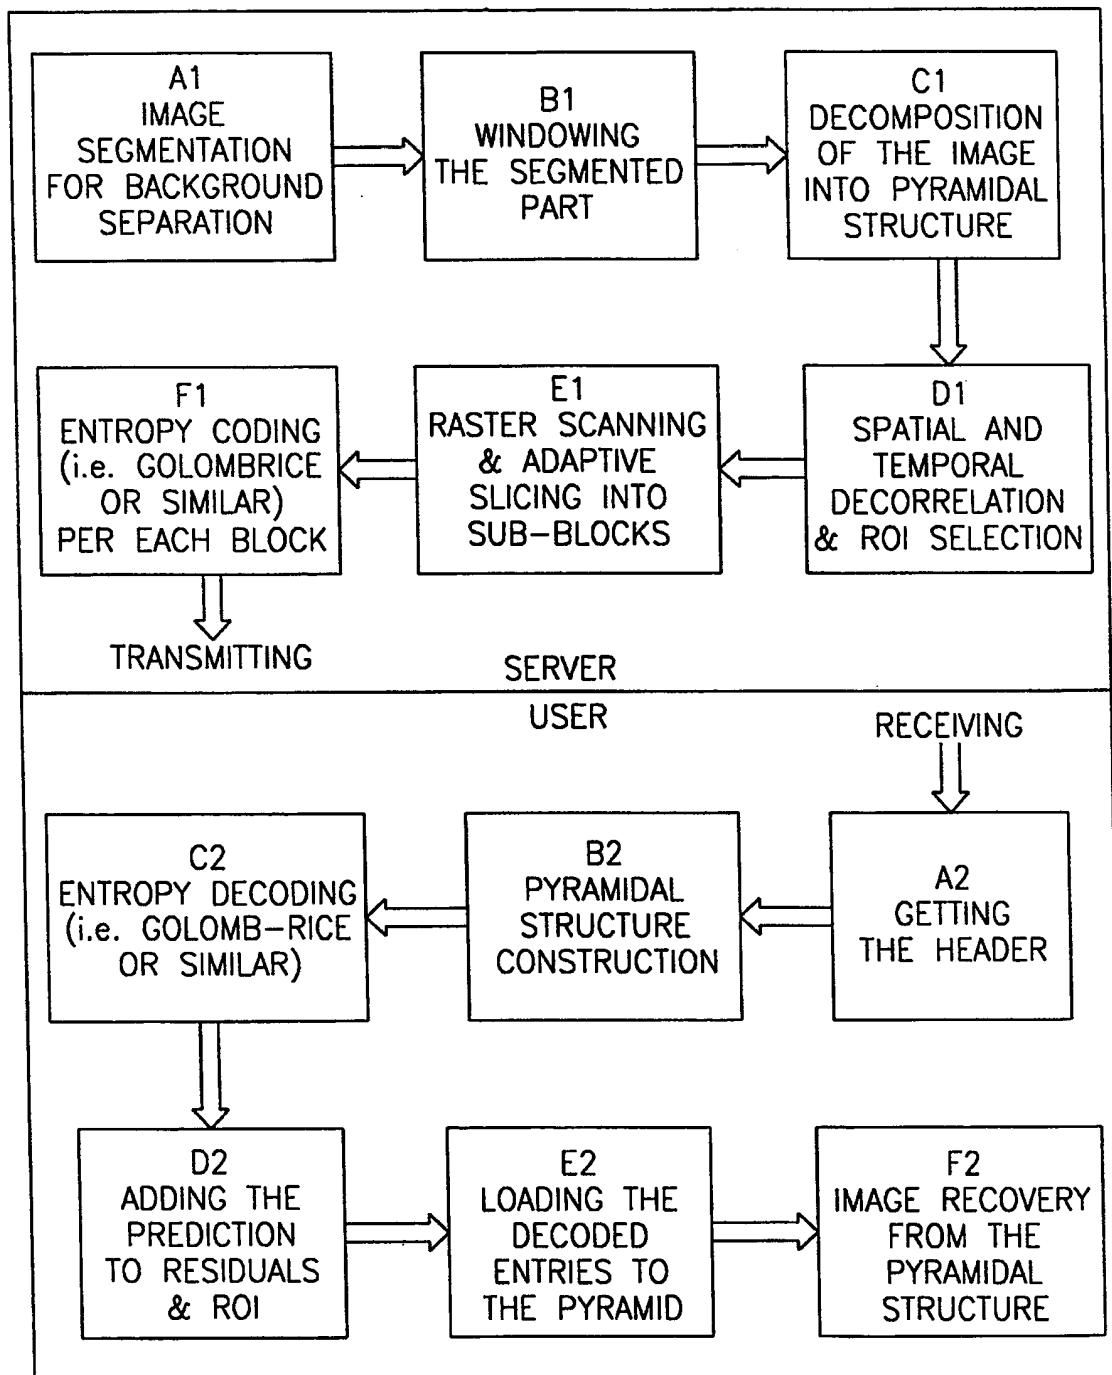 A1
IMAGE
SEGMENTATION
FOR BACKGROUND
SEPARATION
B1
WINDOWING
THE SEGMENTED
PART
C1
DECOMPOSITION
OF THE IMAGE
INTO PYRAMIDAL
STRUCTURE
D1
SPATIAL AND
TEMPORAL
DECORRELATION
& ROI SELECTION
E1
RASTER SCANNING
& ADAPTIVE
SLICING INTO
SUB-BLOCKS
F1
ENTROPY CODING
(i.e. GOLOMBRICE
OR SIMILAR)
PER EACH BLOCK
TRANSMITTING
SERVER
USER
RECEIVING
A2
GETTING
THE HEADER
B2
PYRAMIDAL
STRUCTURE
CONSTRUCTION
C2
ENTROPY DECODING
(i.e. GOLOMB-RICE
OR SIMILAR)
D2
ADDING THE
PREDICTION
TO RESIDUALS
& ROI
E2
LOADING THE
DECODED
ENTRIES TO
THE PYRAMID
F2
IMAGE RECOVERY
FROM THE
PYRAMIDAL
STRUCTURE